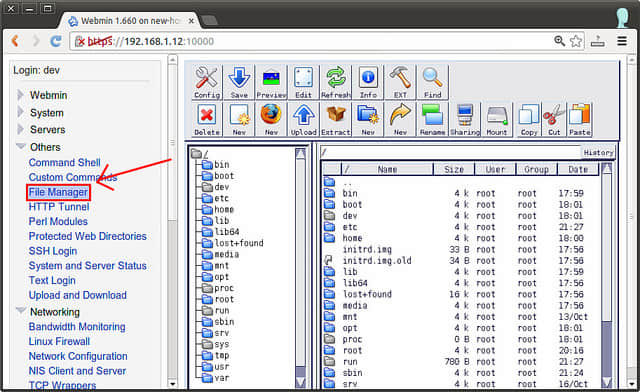 Webmin 1.660 on new-ho
https://192.168.1.12:10000
Login: dev
Webmin
System
Servers
Others
Command Shell
Custom Commands
File Manager
HTTP Tunnel
Perl Modules
Protected Web Directories
SSH Login
System and Server Status
Text Login
Upload and Download
Networking
Bandwidth Monitoring
Linux Firewall
Network Configuration
NIS Client and Server
TCP Wrappers
Config Save Preview Edit Refresh Info EXT Find
Delete New New Upload Extract New New Rename Sharing Mount Copy Cut Paste
/
bin
boot
dev
etc
home
lib
lib64
lost+found
media
mnt
opt
proc
root
run
sbin
srv
sys
tmp
usr
var
/ History
/ Name Size User Group Date
..
bin 4 k root root 17:59
boot 4 k root root 18:01
dev 4 k root root 18:01
etc 4 k root root 21:27
home 4 k root root 18:00
initrd.img 33 B root root 17:56
initrd.img.old 34 B root root 17:56
lib 4 k root root 17:59
lib64 4 k root root 17:56
lost+found 16 k root root 17:56
media 4 k root root 17:56
mnt 4 k root root 13/Oct
opt 4 k root root 18:01
proc 0 B root root 18:01
root 4 k root root 20:16
run 780 B root root 21:27
sbin 4 k root root 21:24
srv 4 k root root 16/Oct